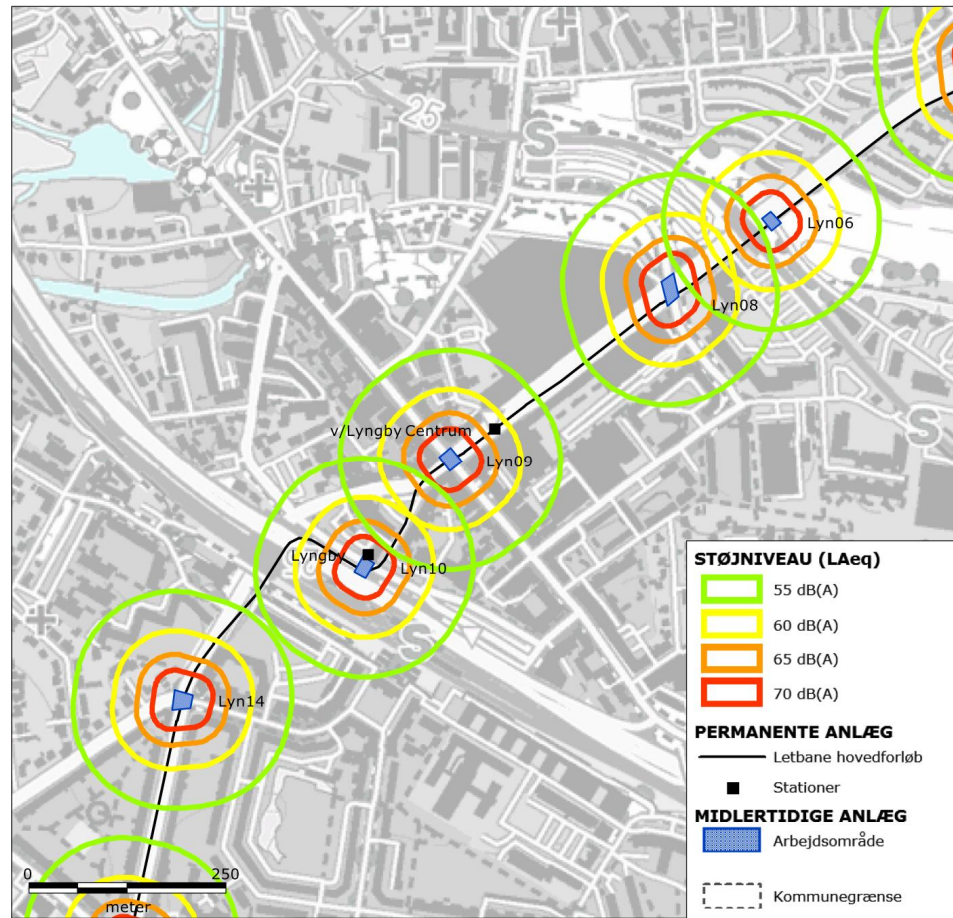 25
S
S
S
Lyn06
Lyn08
v/Lyngby Centrum
Lyn09
Lyngby
Lyn10
Lyn14
0 250
meter
STØJNIVEAU (LAeq)
55 dB(A)
60 dB(A)
65 dB(A)
70 dB(A)
PERMANENTE ANLÆG
Letbane hovedforløb
Stationer
MIDLERTIDIGE ANLÆG
Arbejdsområde
Kommunegrænse